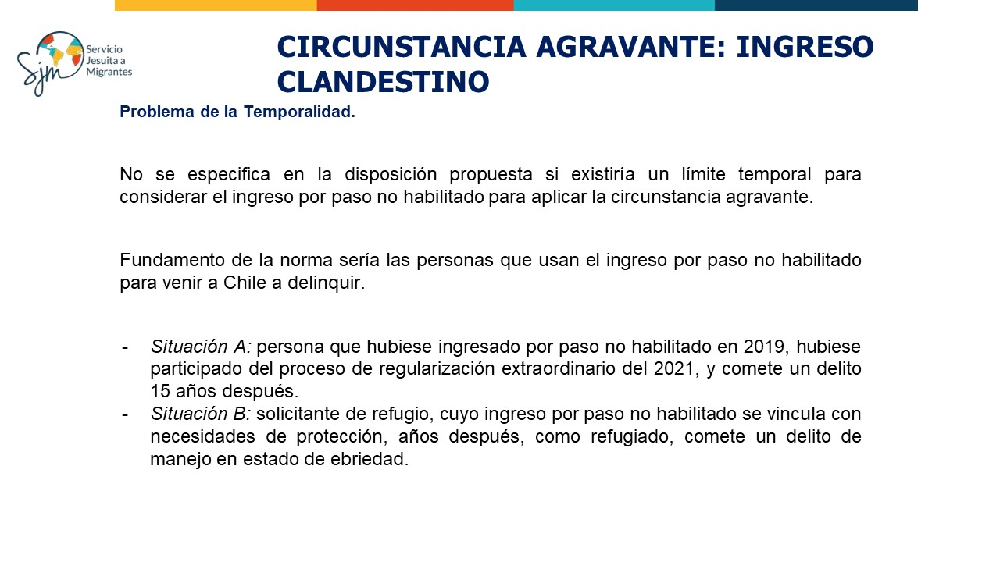 sjm
Servicio
Jesuita a
Migrantes
CIRCUNSTANCIA AGRAVANTE: INGRESO
CLANDESTINO
Problema de la Temporalidad.
No se especifica en la disposición propuesta si existiría un límite temporal para
considerar el ingreso por paso no habilitado para aplicar la circunstancia agravante.
Fundamento de la norma sería las personas que usan el ingreso por paso no habilitado
para venir a Chile a delinquir.
- Situación A: persona que hubiese ingresado por paso no habilitado en 2019, hubiese
participado del proceso de regularización extraordinario del 2021, y comete un delito
15 años después.
- Situación B: solicitante de refugio, cuyo ingreso por paso no habilitado se vincula con
necesidades de protección, años después, como refugiado, comete un delito de
manejo en estado de ebriedad.